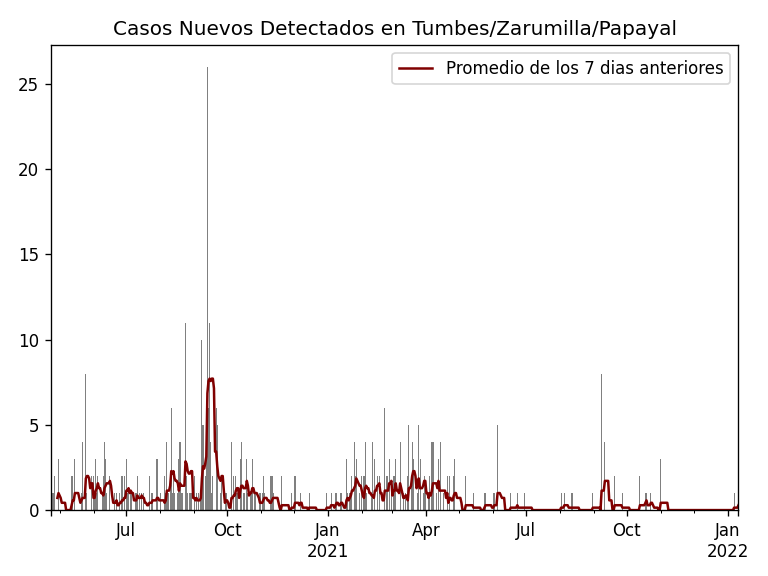 Casos Nuevos Detectados en Tumbes/Zarumilla/Papayal
Promedio de los 7 dias anteriores
25
20
15
10
5
0
Jul
Oct
Jan
2021
Apr
Jul
Oct
Jan
2022